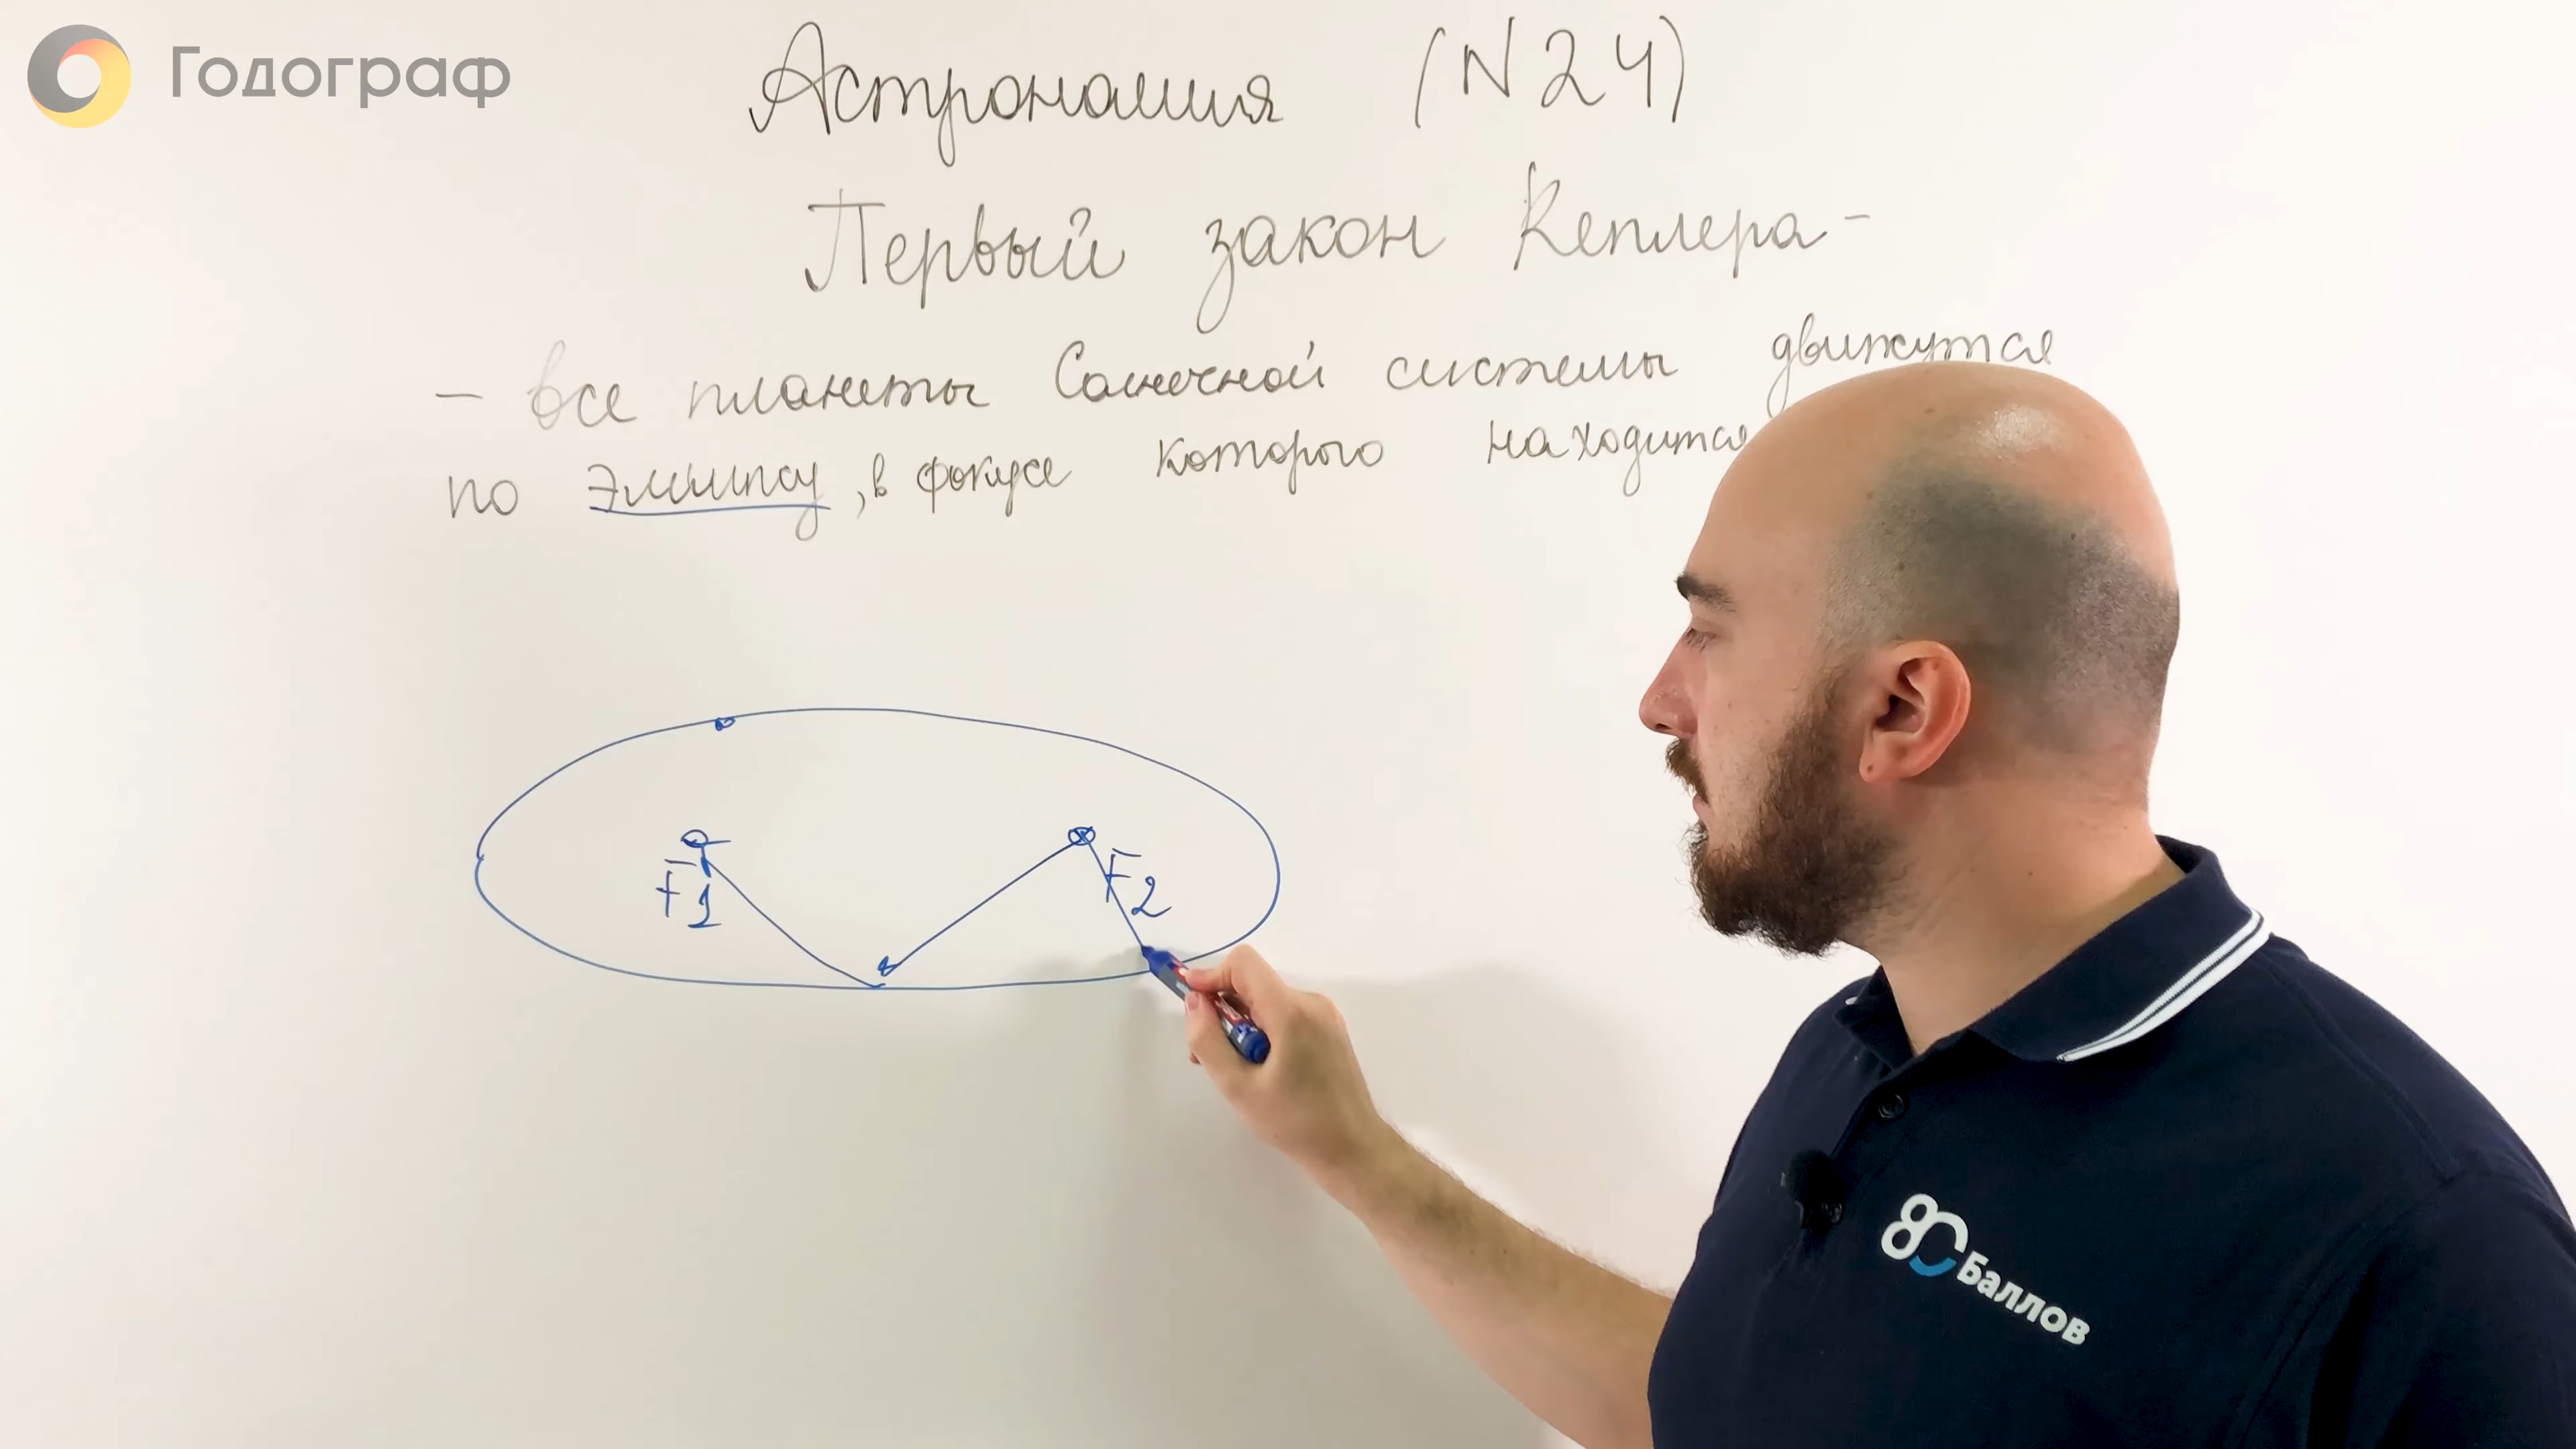 Годограф
Астрономия (N24)
Первый закон Кеплера -
- все планеты Солнечной системы движутся
по эллипсу, в фокусе которого находится
F1
F2
80
Баллов